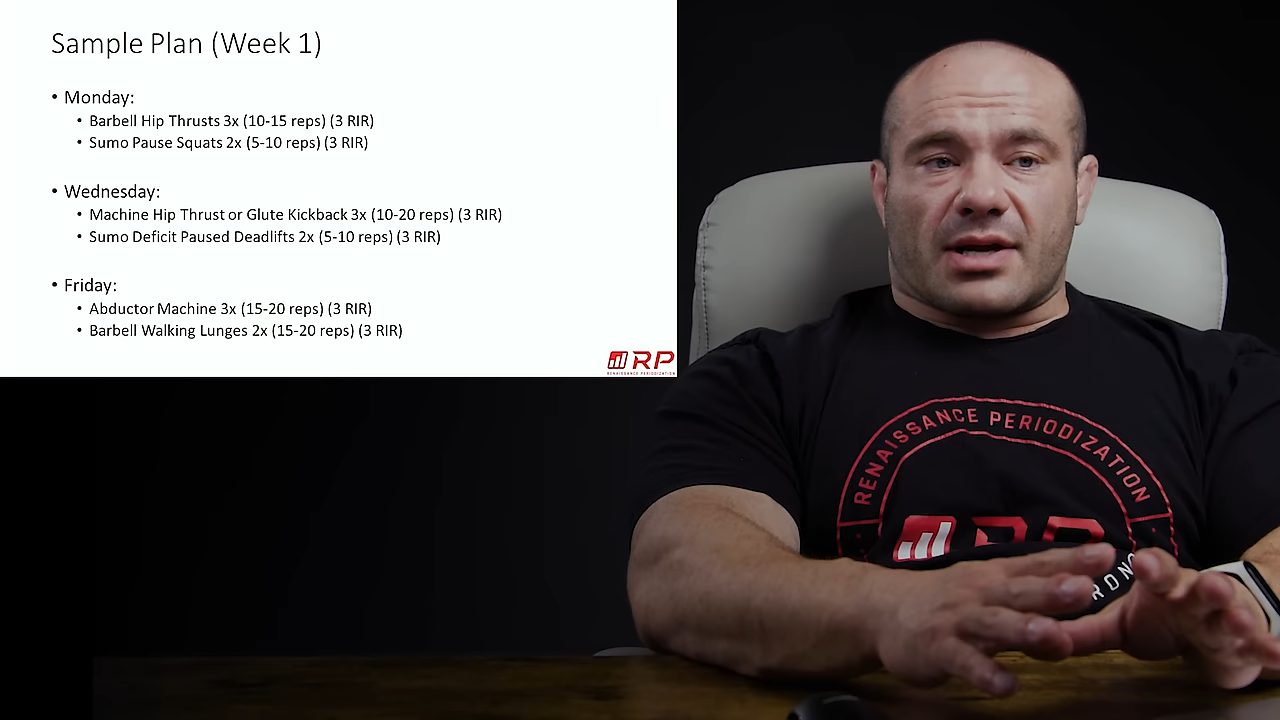 Sample Plan (Week 1)
• Monday:
• Barbell Hip Thrusts 3x (10-15 reps) (3 RIR)
• Sumo Pause Squats 2x (5-10 reps) (3 RIR)
• Wednesday:
• Machine Hip Thrust or Glute Kickback 3x (10-20 reps) (3 RIR)
• Sumo Deficit Paused Deadlifts 2x (5-10 reps) (3 RIR)
• Friday:
• Abductor Machine 3x (15-20 reps) (3 RIR)
• Barbell Walking Lunges 2x (15-20 reps) (3 RIR)
RP
RENAISSANCE PERIODIZATION
RENAISSANCE PERIODIZATION
RP